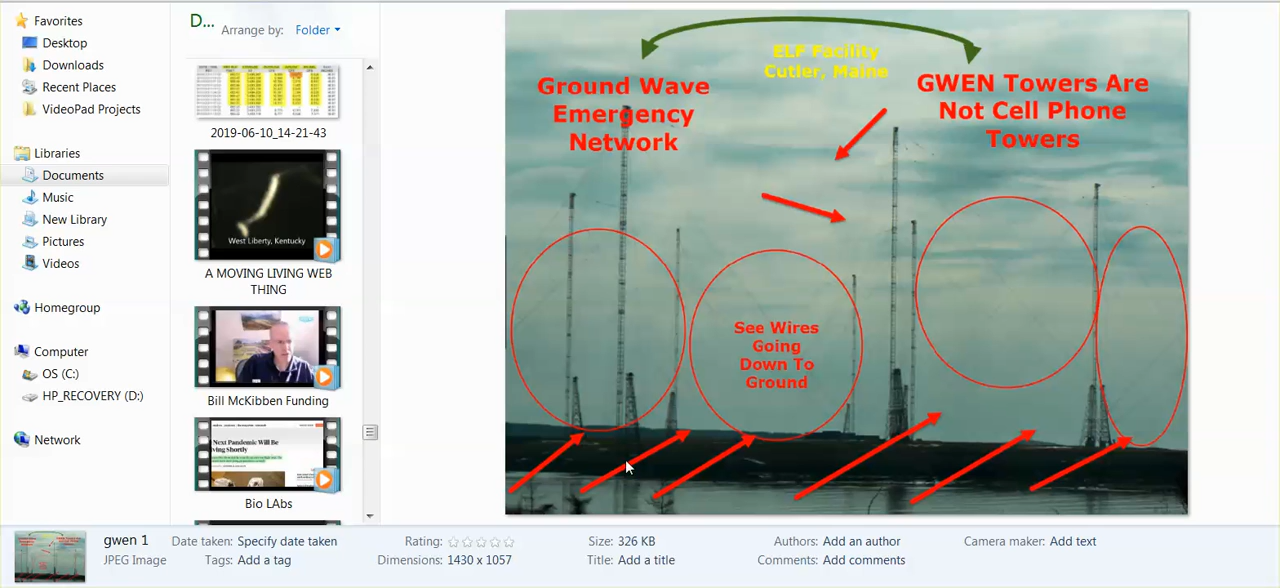 Favorites
Desktop
Downloads
Recent Places
VideoPad Projects
Libraries
Documents
Music
New Library
Pictures
Videos
Homegroup
Computer
OS (C:)
HP_RECOVERY (D:)
Network
D...
Arrange by: Folder
2019-06-10_14-21-43
West Liberty, Kentucky
A MOVING LIVING WEB
THING
Bill McKibben Funding
Next Pandemic Will Be
ving Shortly
Bio LAbs
ELF Facility
Cutler, Maine
Ground Wave
Emergency
Network
GWEN Towers Are
Not Cell Phone
Towers
See Wires
Going
Down To
Ground
gwen 1
JPEG Image
Date taken: Specify date taken
Tags: Add a tag
Rating:
Dimensions: 1430 x 1057
Size: 326 KB
Title: Add a title
Authors: Add an author
Comments: Add comments
Camera maker: Add text